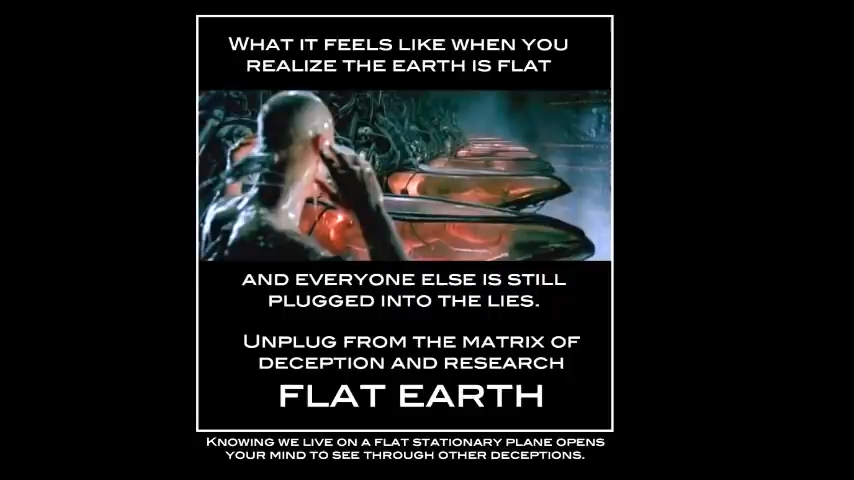 What it feels like when you
realize the earth is flat
and everyone else is still
plugged into the lies.
Unplug from the matrix of
deception and research
FLAT EARTH
Knowing we live on a flat stationary plane opens
your mind to see through other deceptions.